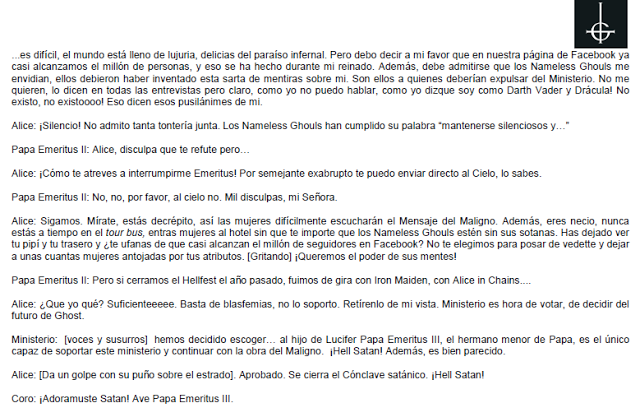 ...es difícil, el mundo está lleno de lujuria, delicias del paraíso infernal. Pero debo decir a mi favor que en nuestra página de Facebook ya
casi alcanzamos el millón de personas, y eso se ha hecho durante mi reinado. Además, debe admitirse que los Nameless Ghouls me
envidian, ellos debieron haber inventado esta sarta de mentiras sobre mi. Son ellos a quienes deberían expulsar del Ministerio. No me
quieren, lo dicen en todas las entrevistas pero claro, como yo no puedo hablar, como yo dizque soy como Darth Vader y Drácula! No
existo, no existoooo! Eso dicen esos pusilánimes de mi.
Alice: ¡Silencio! No admito tanta tontería junta. Los Nameless Ghouls han cumplido su palabra “mantenerse silenciosos y…”
Papa Emeritus II: Alice, disculpa que te refute pero…
Alice: ¡Cómo te atreves a interrumpirme Emeritus! Por semejante exabrupto te puedo enviar directo al Cielo, lo sabes.
Papa Emeritus II: No, no, por favor, al cielo no. Mil disculpas, mi Señora.
Alice: Sigamos. Mírate, estás decrépito, así las mujeres difícilmente escucharán el Mensaje del Maligno. Además, eres necio, nunca
estás a tiempo en el tour bus, entras mujeres al hotel sin que te importe que los Nameless Ghouls estén sin sus sotanas. Has dejado ver
tu pipí y tu trasero y ¿te ufanas de que casi alcanzan el millón de seguidores en Facebook? No te elegimos para posar de vedette y dejar
a unas cuantas mujeres antojadas por tus atributos. [Gritando] ¡Queremos el poder de sus mentes!
Papa Emeritus II: Pero si cerramos el Hellfest el año pasado, fuimos de gira con Iron Maiden, con Alice in Chains....
Alice: ¿Que yo qué? Suficienteeeee. Basta de blasfemias, no lo soporto. Retírenlo de mi vista. Ministerio es hora de votar, de decidir del
futuro de Ghost.
Ministerio: [voces y susurros] hemos decidido escoger… al hijo de Lucifer Papa Emeritus III, el hermano menor de Papa, es el único
capaz de soportar este ministerio y continuar con la obra del Maligno. ¡Hell Satan! Además, es bien parecido.
Alice: [Da un golpe con su puño sobre el estrado]. Aprobado. Se cierra el Cónclave satánico. ¡Hell Satan!
Coro: ¡Adoramuste Satan! Ave Papa Emeritus III.